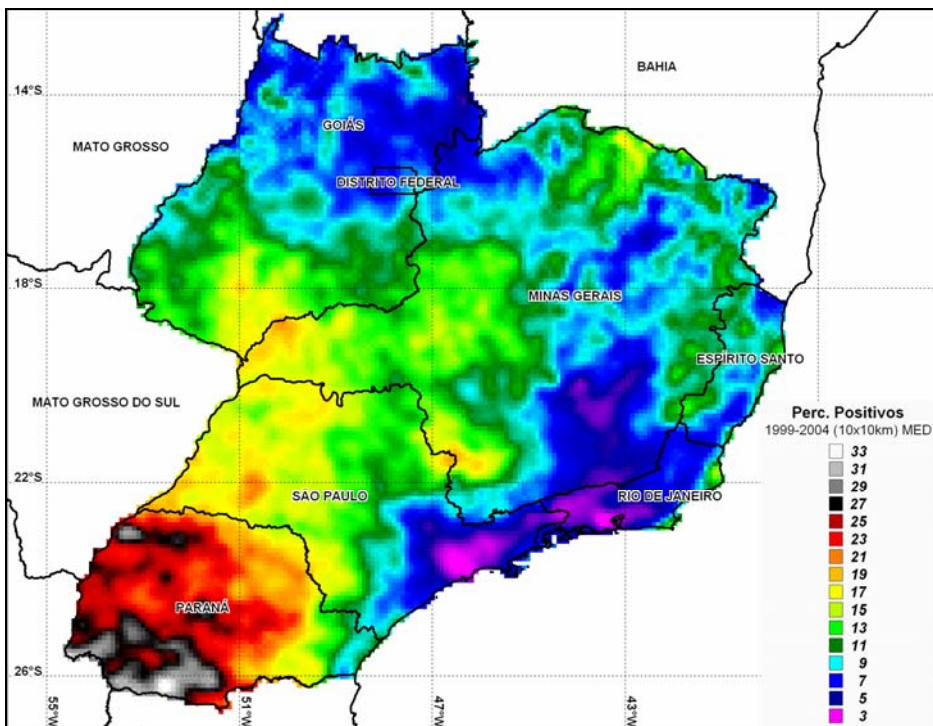 BAHIA
14°S
GOIÁS
MATO GROSSO
DISTRITO FEDERAL
18°S
MINAS GERAIS
ESPÍRITO SANTO
MATO GROSSO DO SUL
Perc. Positivos
1999-2004 (10x10km) MED
33
31
29
27
25
23
21
19
17
15
13
11
9
7
5
3
22°S
SÃO PAULO
RIO DE JANEIRO
PARANÁ
26°S
55°W
51°W
47°W
43°W